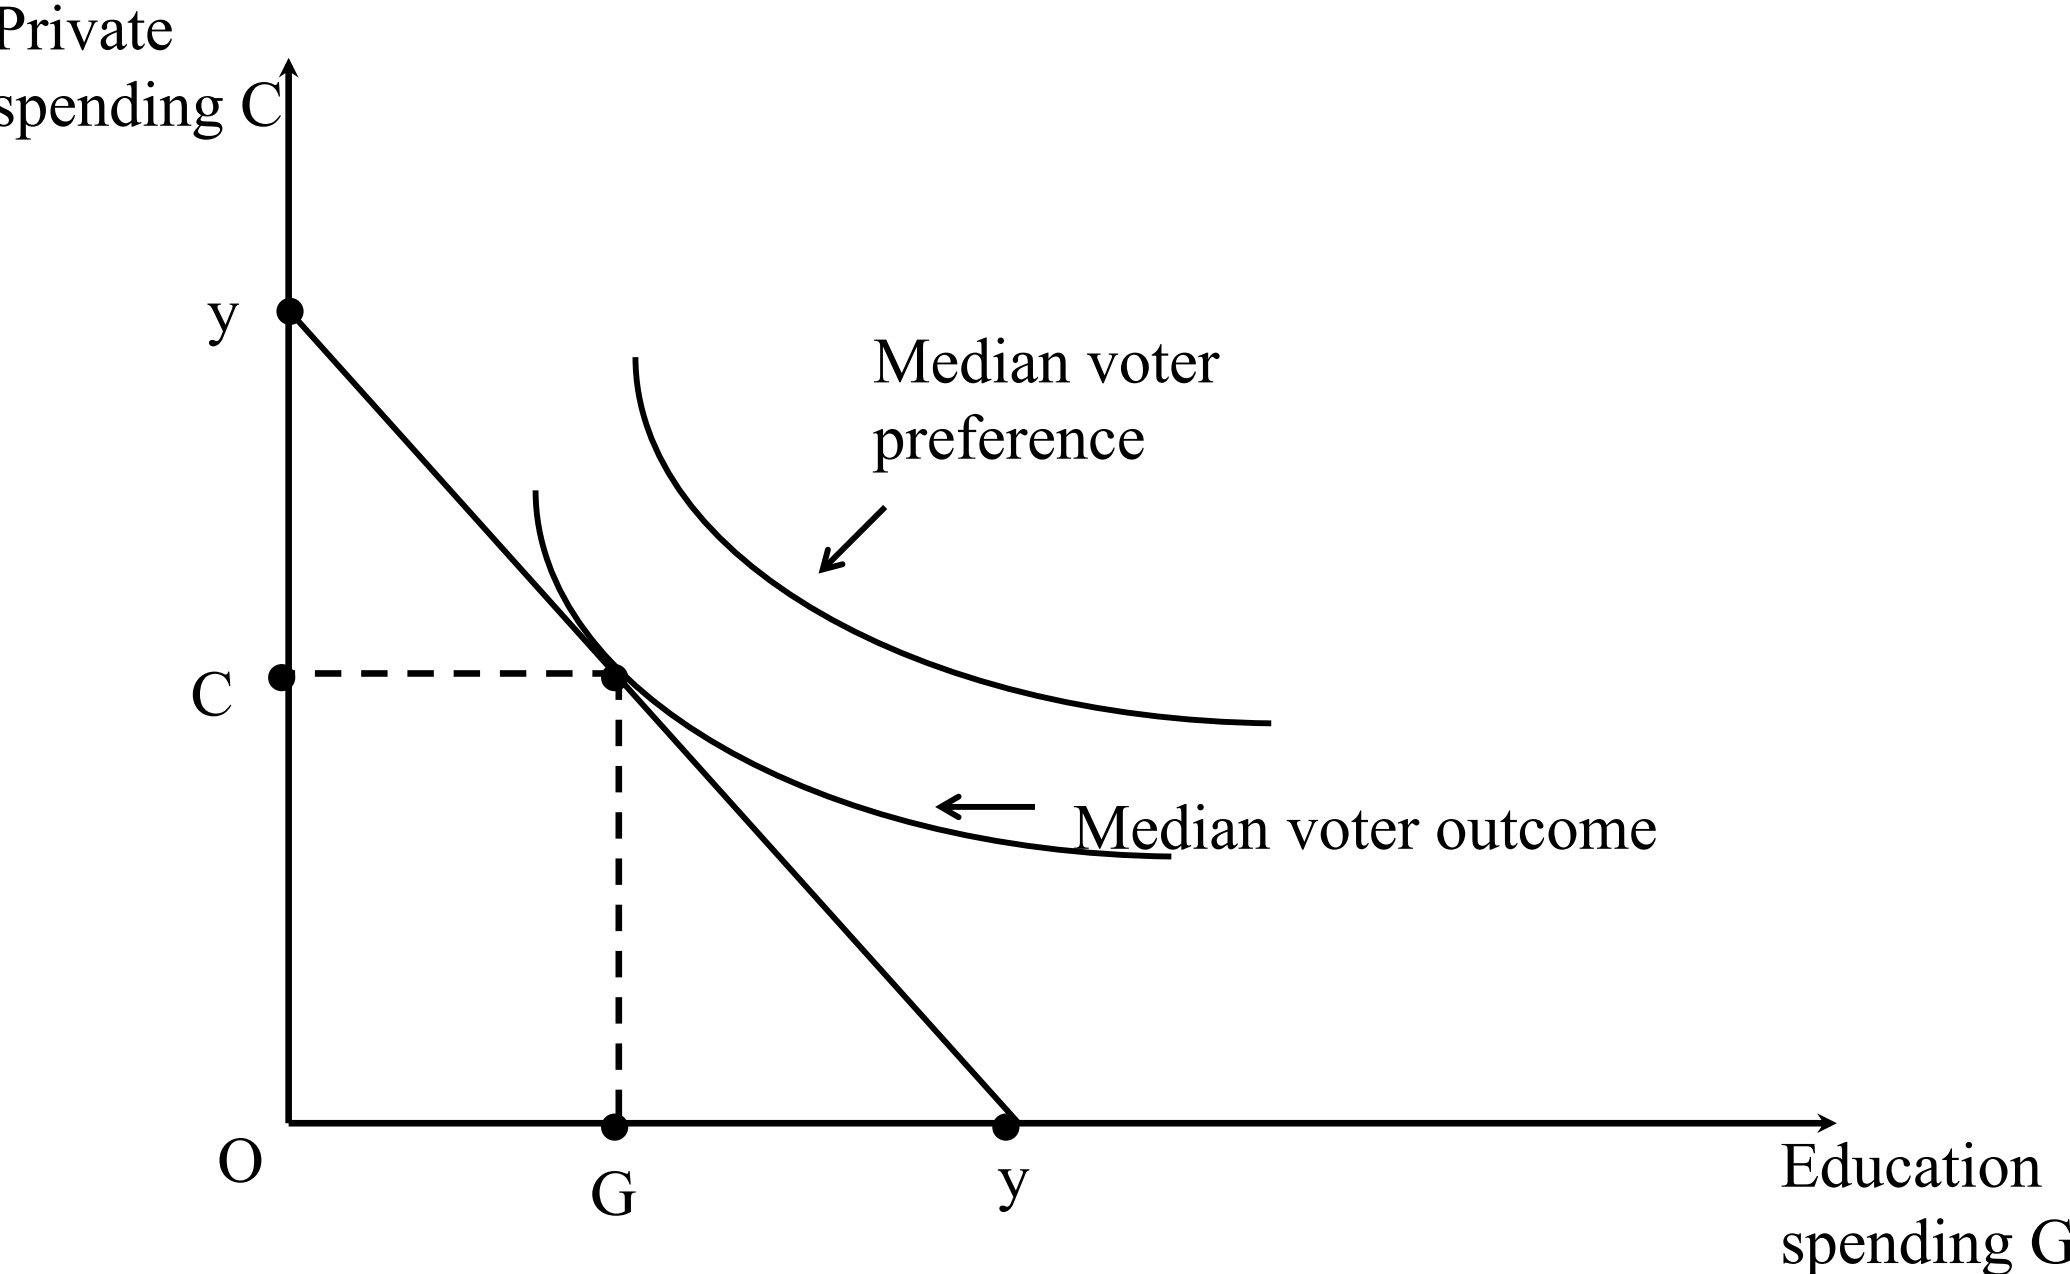 Private
spending C
y
Median voter
preference
C
Median voter outcome
O
G
y
Education
spending G